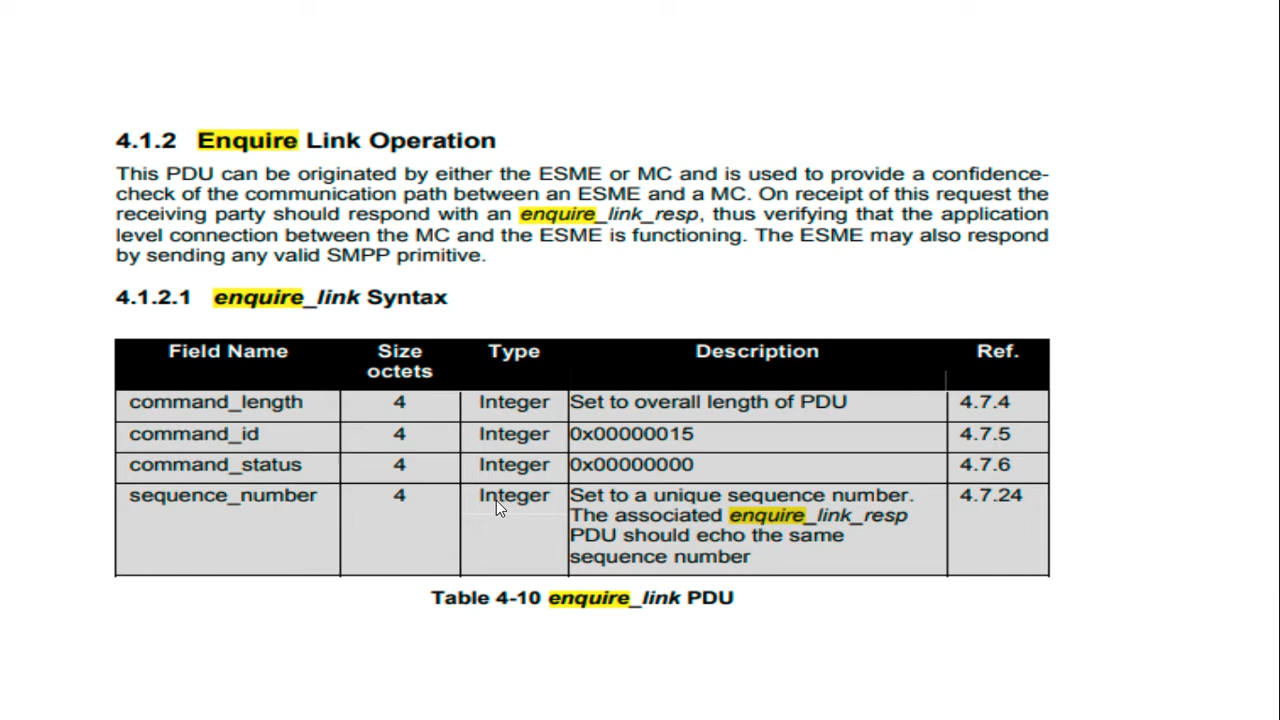 4.1.2 Enquire Link Operation
This PDU can be originated by either the ESME or MC and is used to provide a confidence-
check of the communication path between an ESME and a MC. On receipt of this request the
receiving party should respond with an enquire_link_resp, thus verifying that the application
level connection between the MC and the ESME is functioning. The ESME may also respond
by sending any valid SMPP primitive.
4.1.2.1 enquire_link Syntax
Field Name Size Type Description Ref.
octets
command_length 4 Integer Set to overall length of PDU 4.7.4
command_id 4 Integer 0x00000015 4.7.5
command_status 4 Integer 0x00000000 4.7.6
sequence_number 4 Integer Set to a unique sequence number. 4.7.24
The associated enquire_link_resp
PDU should echo the same
sequence number
Table 4-10 enquire_link PDU